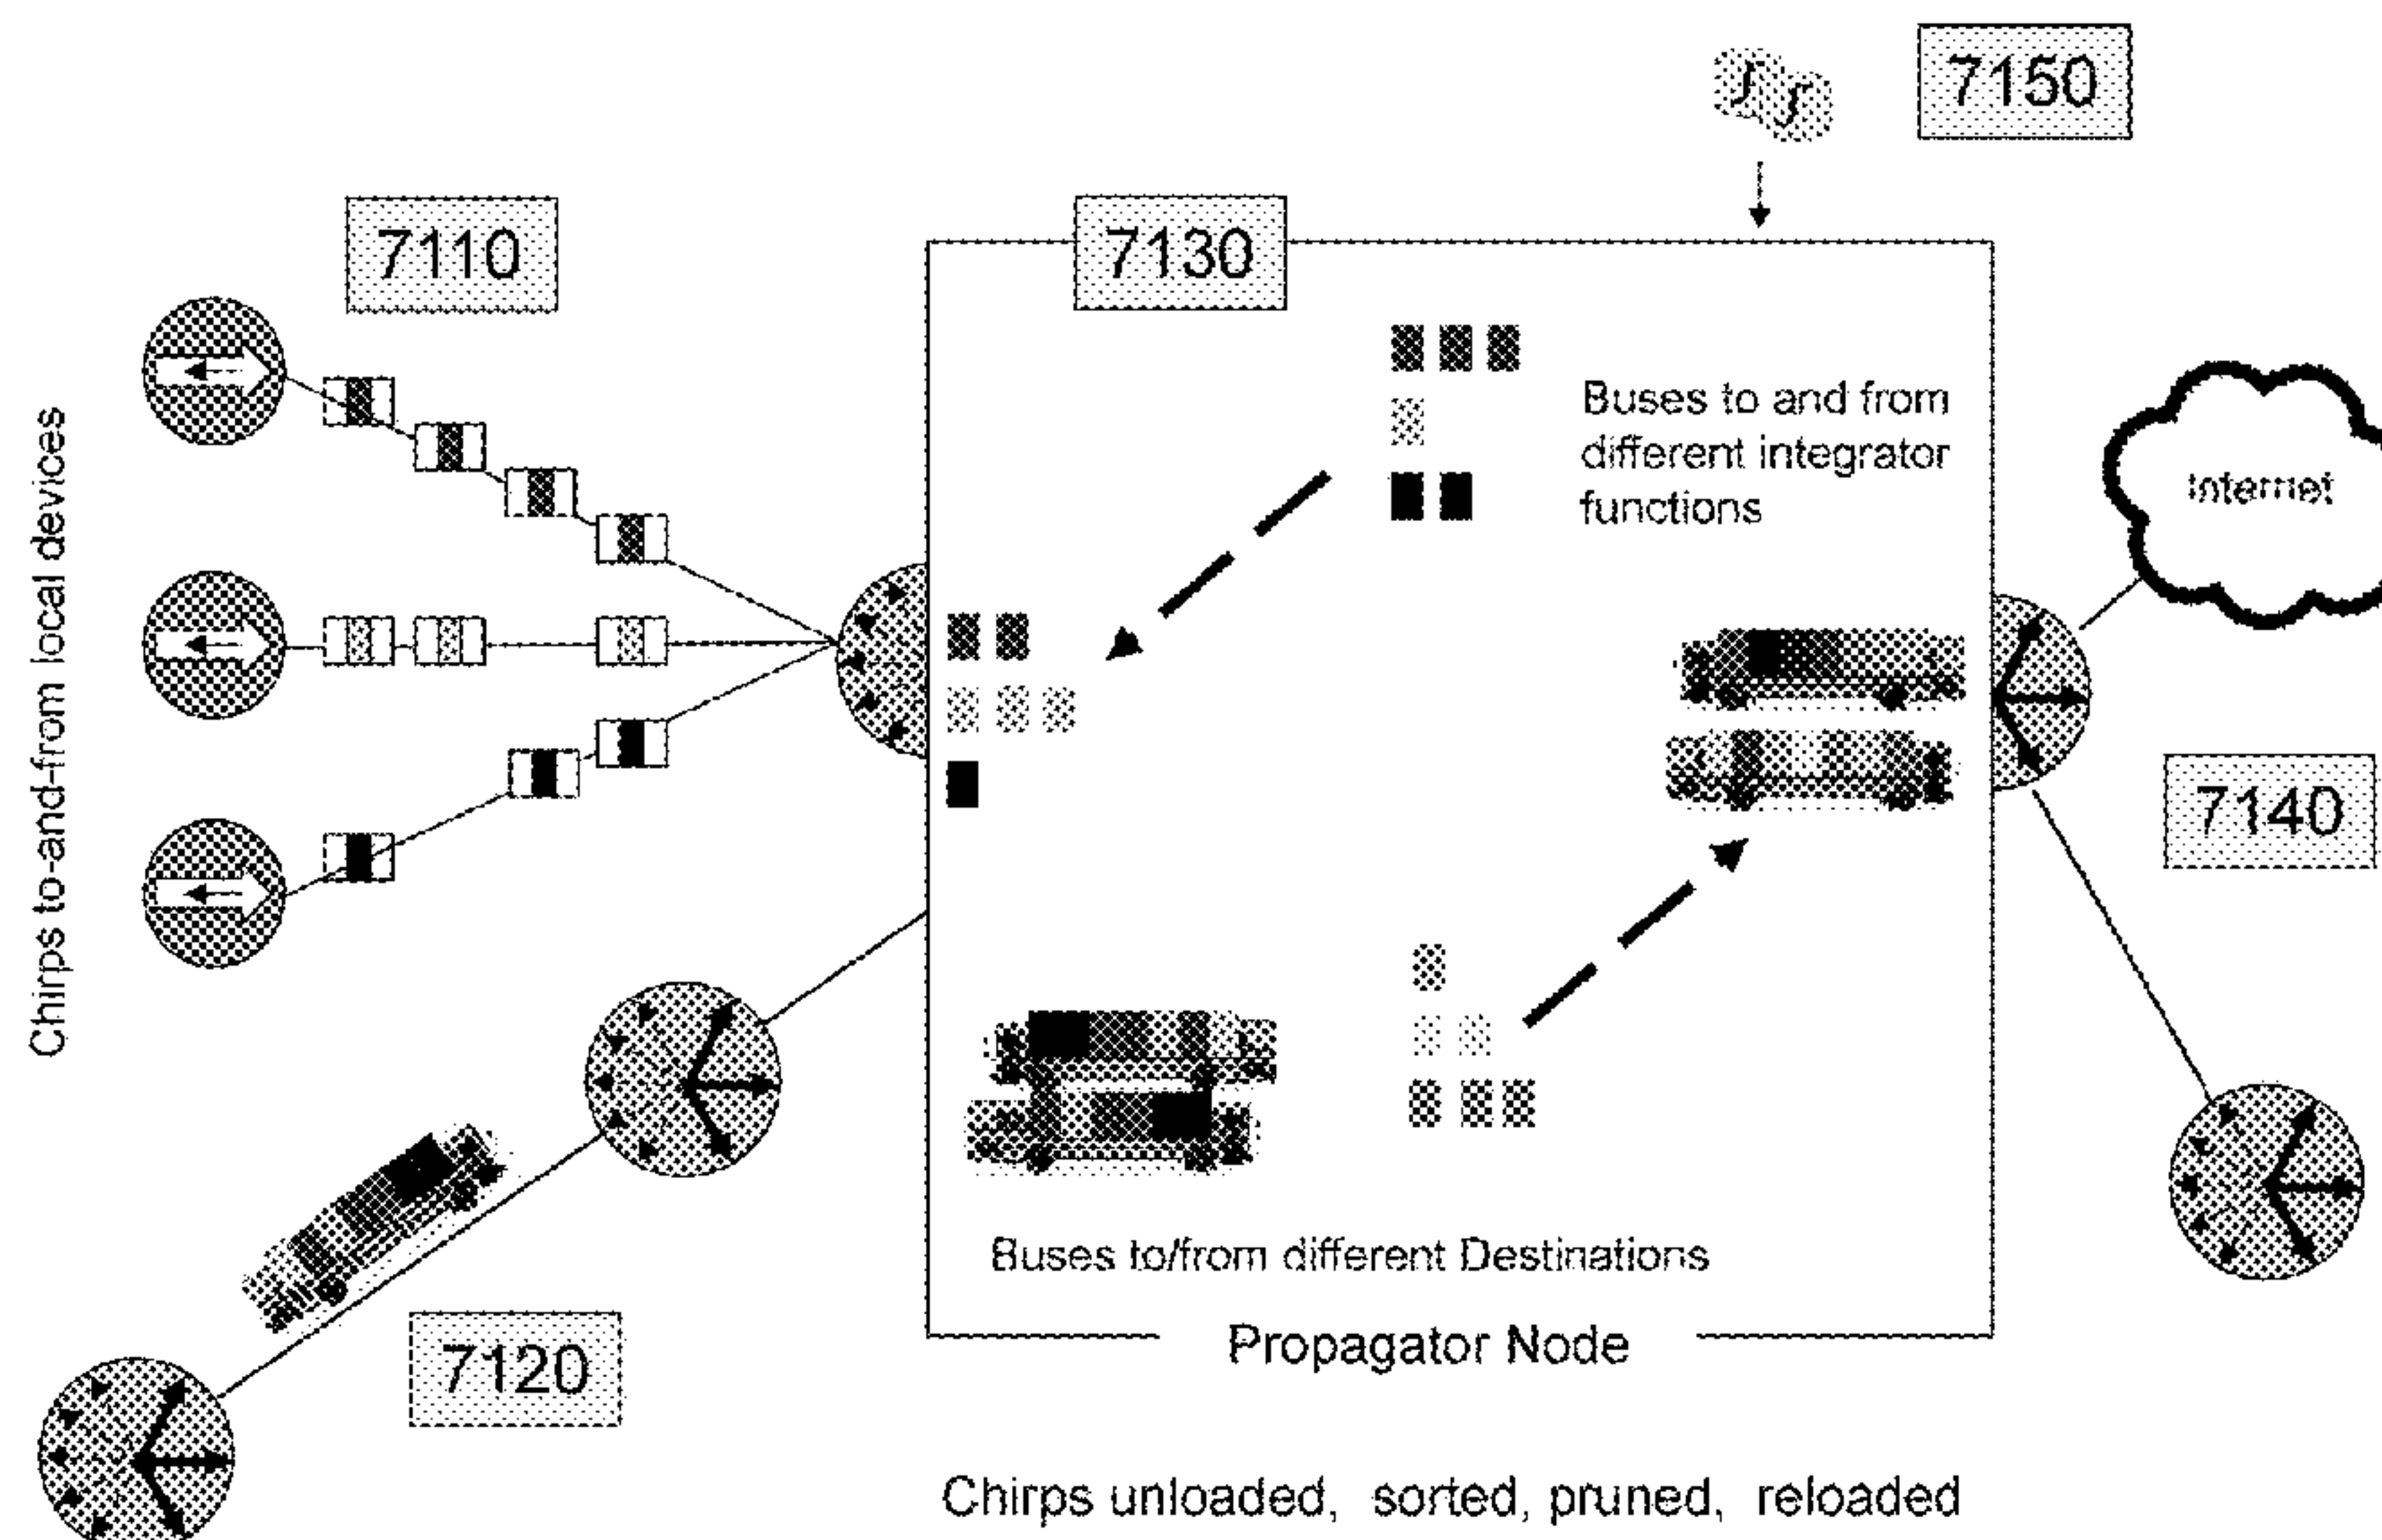 7150
7110
7130
Chirps to-and-from local devices
Buses to and from
different integrator
functions
Internet
7140
Buses to/from different Destinations
Propagator Node
7120
Chirps unloaded, sorted, pruned, reloaded